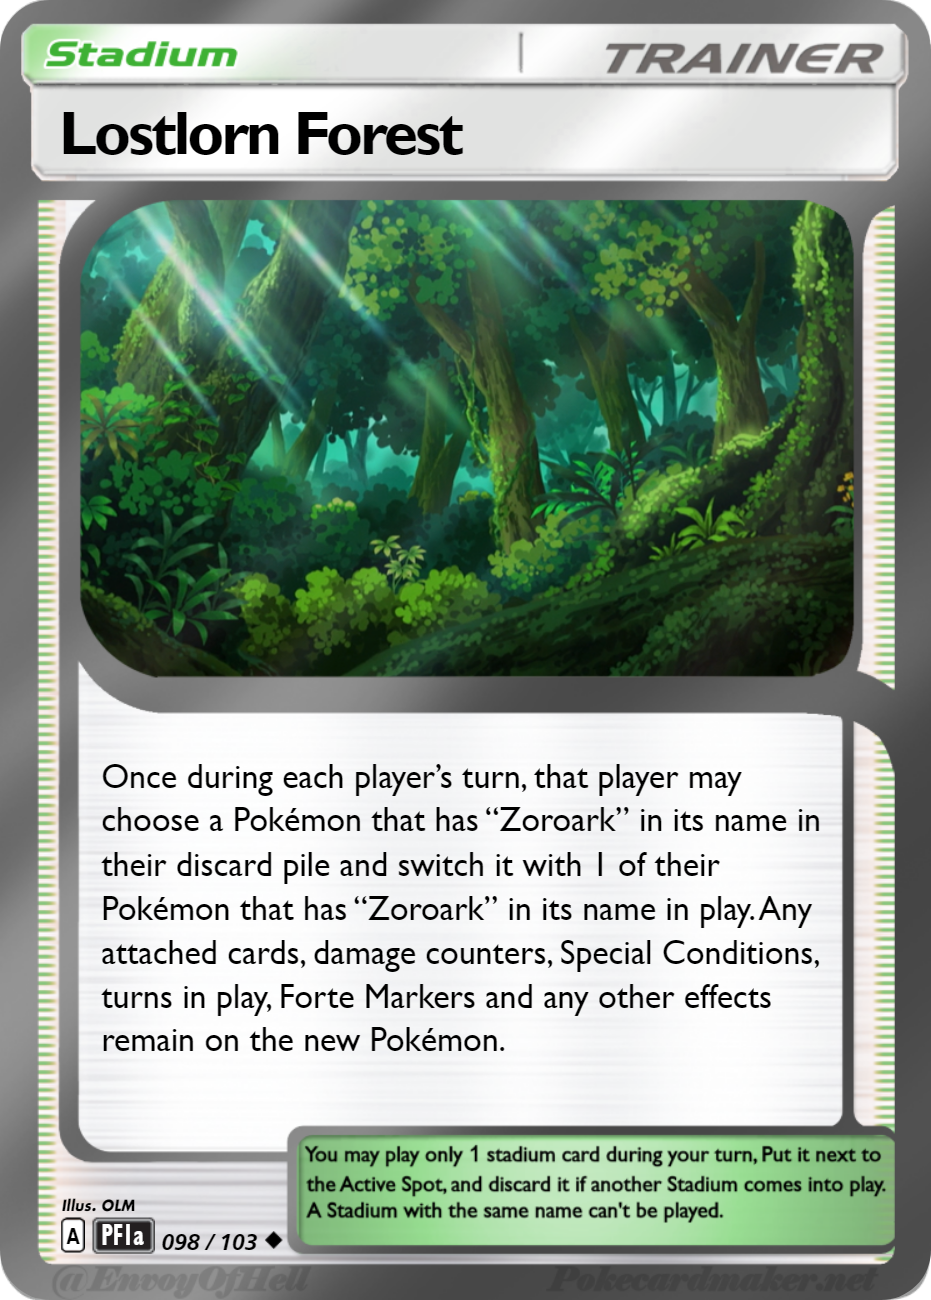 Stadium
TRAINER
Lostlorn Forest
Once during each player’s turn, that player may
choose a Pokémon that has “Zoroark” in its name in
their discard pile and switch it with 1 of their
Pokémon that has “Zoroark” in its name in play. Any
attached cards, damage counters, Special Conditions,
turns in play, Forte Markers and any other effects
remain on the new Pokémon.
You may play only 1 stadium card during your turn, Put it next to
the Active Spot, and discard it if another Stadium comes into play.
A Stadium with the same name can't be played.
Illus. OLM
A PF1a 098 / 103
@EnvoyOfHell
Pokecardmaker.net